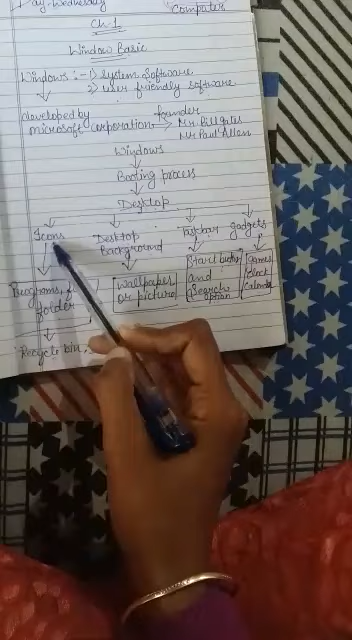 Day-Wednesday
Computer
Ch-1
Window Basic
Windows :- 1) System Software
2) user friendly software
developed by founder
microsoft corporation → Mr Bill gates
Mr Paul Allen
Windows
Booting process
Desktop
Icons Desktop Background Taskbar gadgets
Programs, folder
wallpaper or picture
Start button and Search option
games clock calendar
Recycle bin,